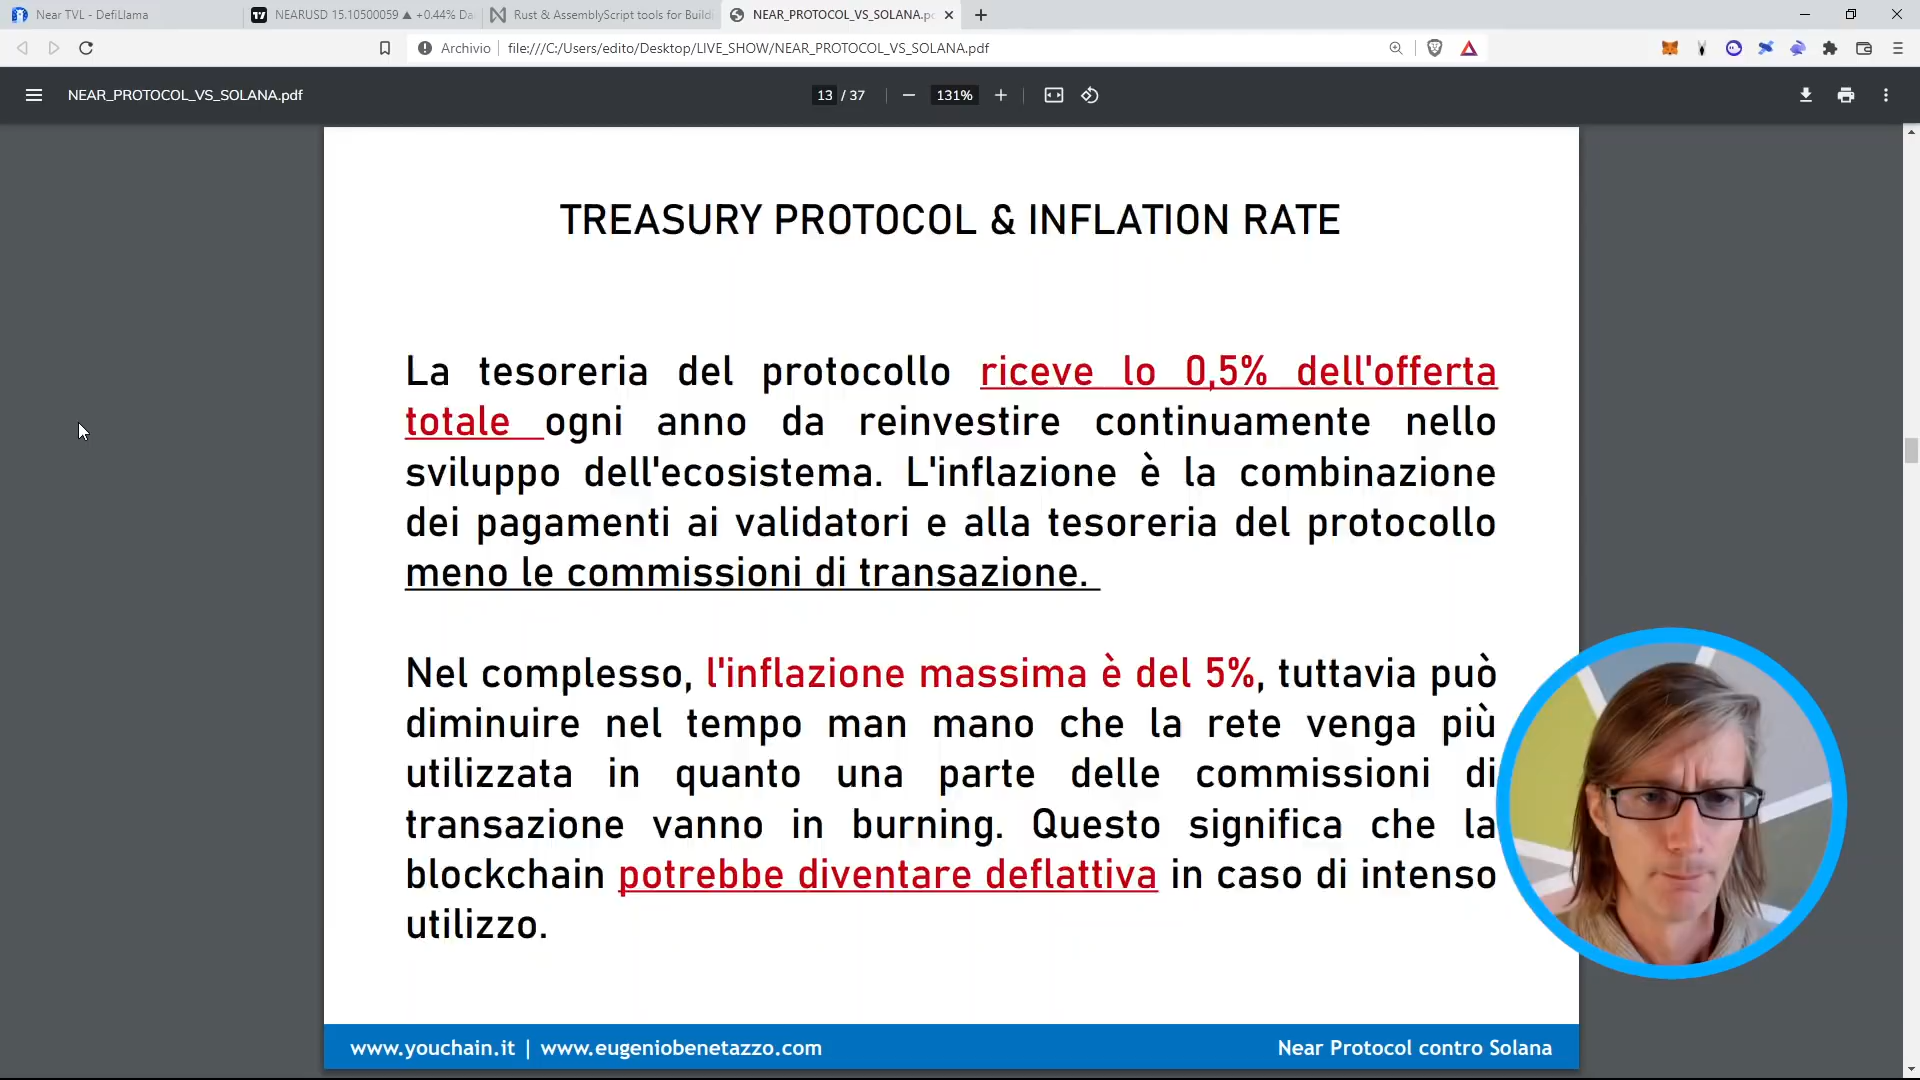 Near TVL - DefiLlama
NEARUSD 15.10500059 ▲ +0.44% Da
Rust & AssemblyScript tools for Buildi
NEAR_PROTOCOL_VS_SOLANA.p
Archivio
file:///C:/Users/edito/Desktop/LIVE_SHOW/NEAR_PROTOCOL_VS_SOLANA.pdf
NEAR_PROTOCOL_VS_SOLANA.pdf
13 / 37
131%
TREASURY PROTOCOL & INFLATION RATE
La tesoreria del protocollo riceve lo 0,5% dell'offerta
totale ogni anno da reinvestire continuamente nello
sviluppo dell'ecosistema. L'inflazione è la combinazione
dei pagamenti ai validatori e alla tesoreria del protocollo
meno le commissioni di transazione.
Nel complesso, l'inflazione massima è del 5%, tuttavia può
diminuire nel tempo man mano che la rete venga più
utilizzata in quanto una parte delle commissioni di
transazione vanno in burning. Questo significa che la
blockchain potrebbe diventare deflattiva in caso di intenso
utilizzo.
www.youchain.it | www.eugeniobenetazzo.com
Near Protocol contro Solana